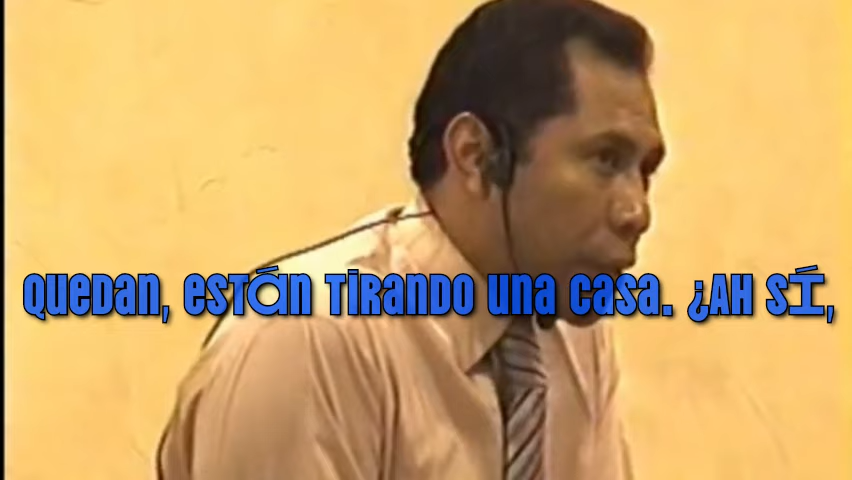 Quedan, están tirando una casa. ¿Ah sí,